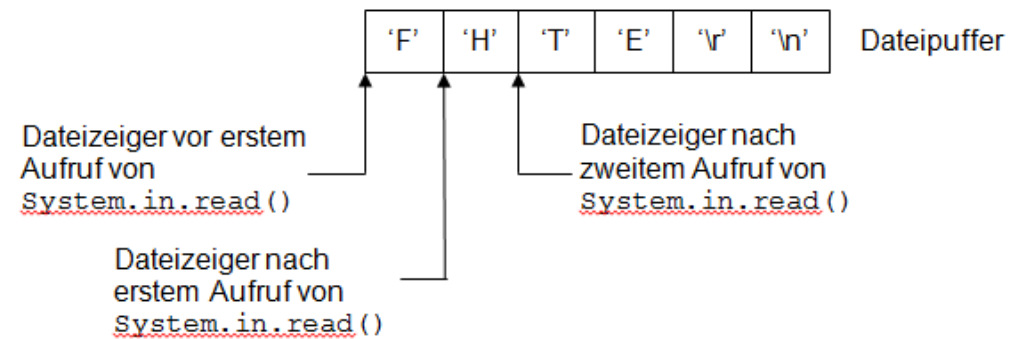 ‘F’ ‘H’ ‘T’ ‘E’ ‘\r’ ‘\n’ Dateipuffer
Dateizeiger vor erstem
Aufruf von
System.in.read()
Dateizeiger nach
zweitem Aufruf von
System.in.read()
Dateizeiger nach
erstem Aufruf von
System.in.read()